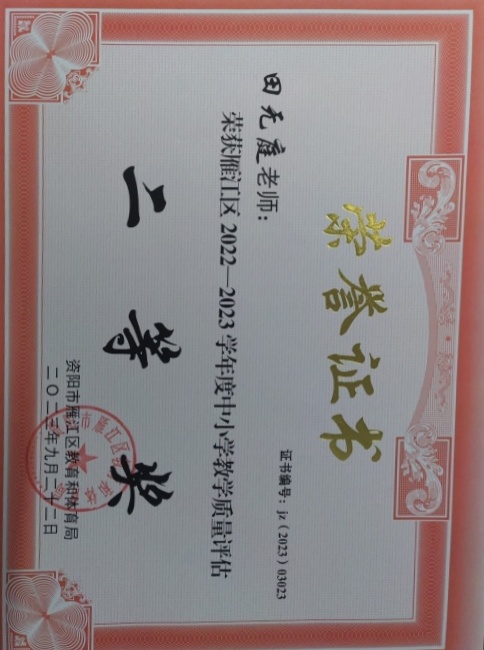 荣誉证书
证书编号：jz（2023）03023
田无庭老师：
荣获雁江区 2022—2023 学年度中小学教学质量评估
二等奖
资阳市雁江区教育和体育局
二〇二三年九月二十二日